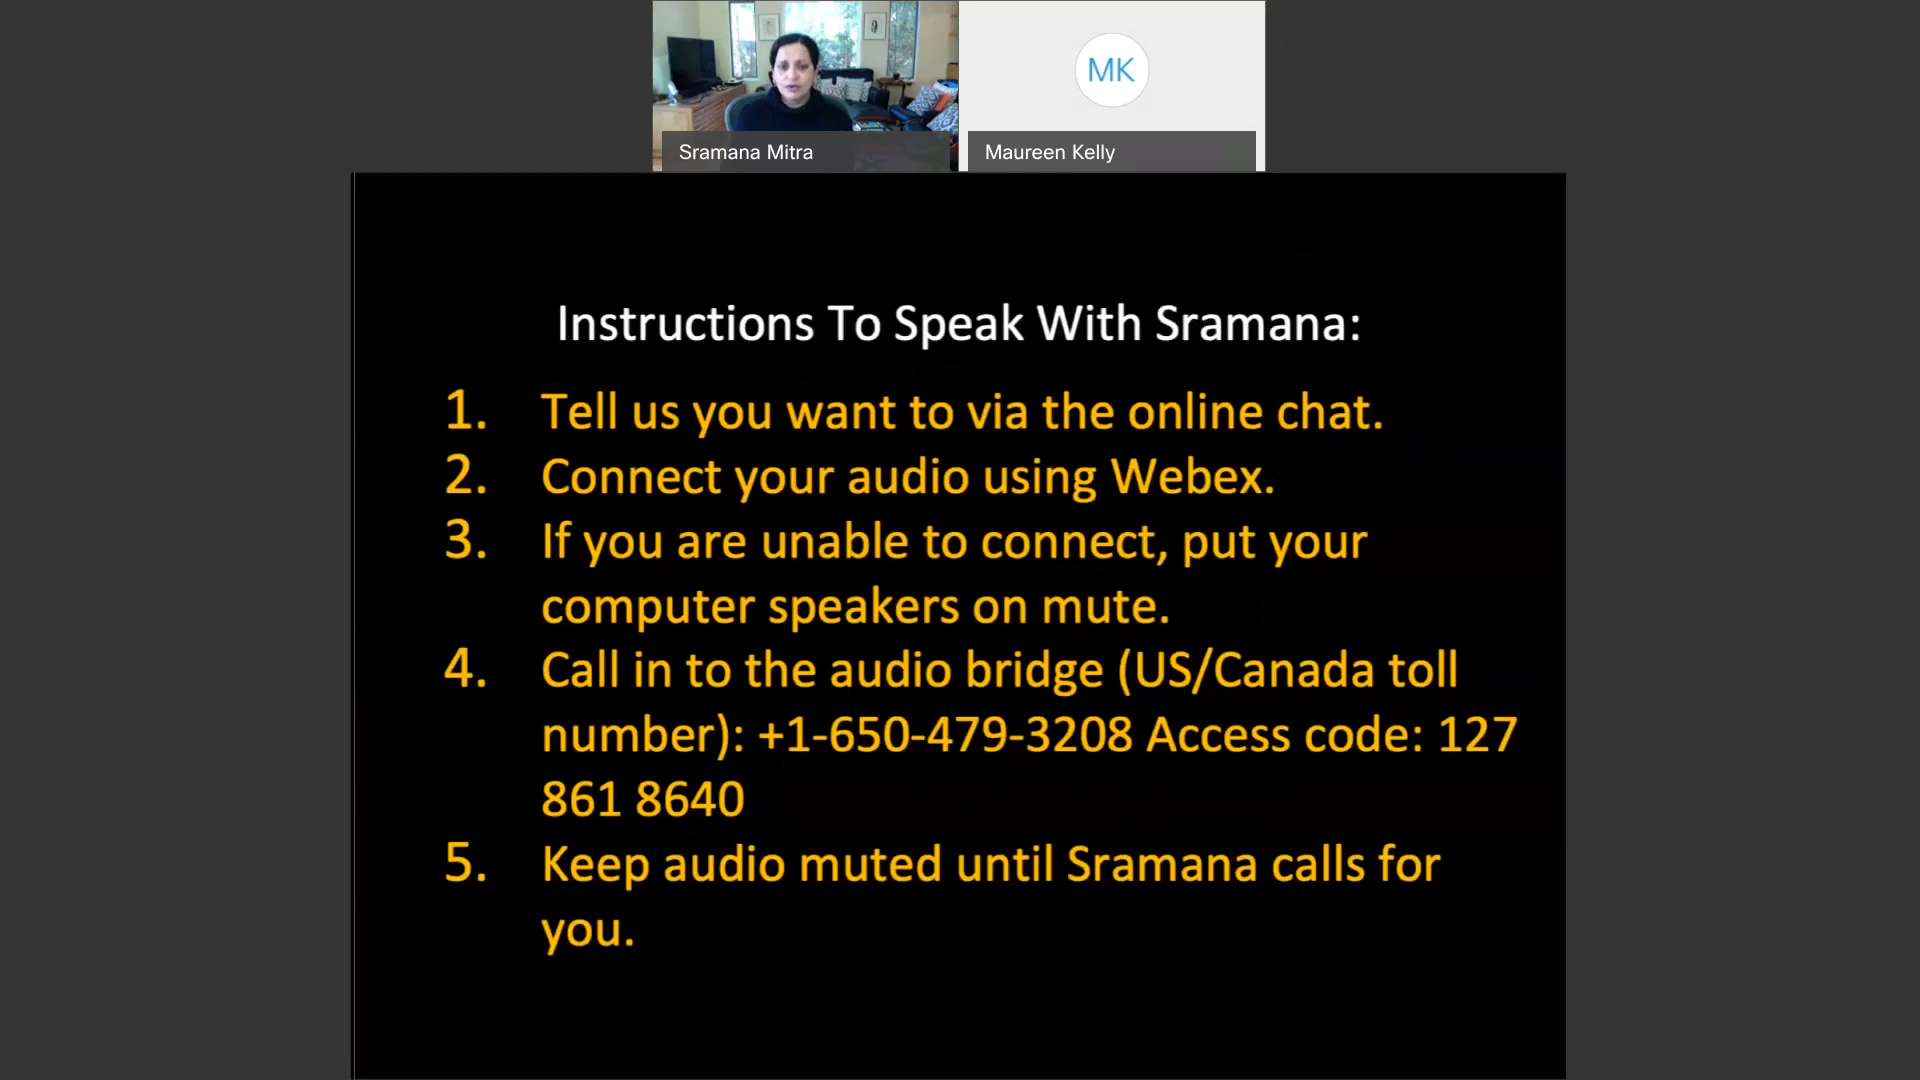 MK
Sramana Mitra
Maureen Kelly
Instructions To Speak With Sramana:
1. Tell us you want to via the online chat.
2. Connect your audio using Webex.
3. If you are unable to connect, put your
computer speakers on mute.
4. Call in to the audio bridge (US/Canada toll
number): +1-650-479-3208 Access code: 127
861 8640
5. Keep audio muted until Sramana calls for
you.